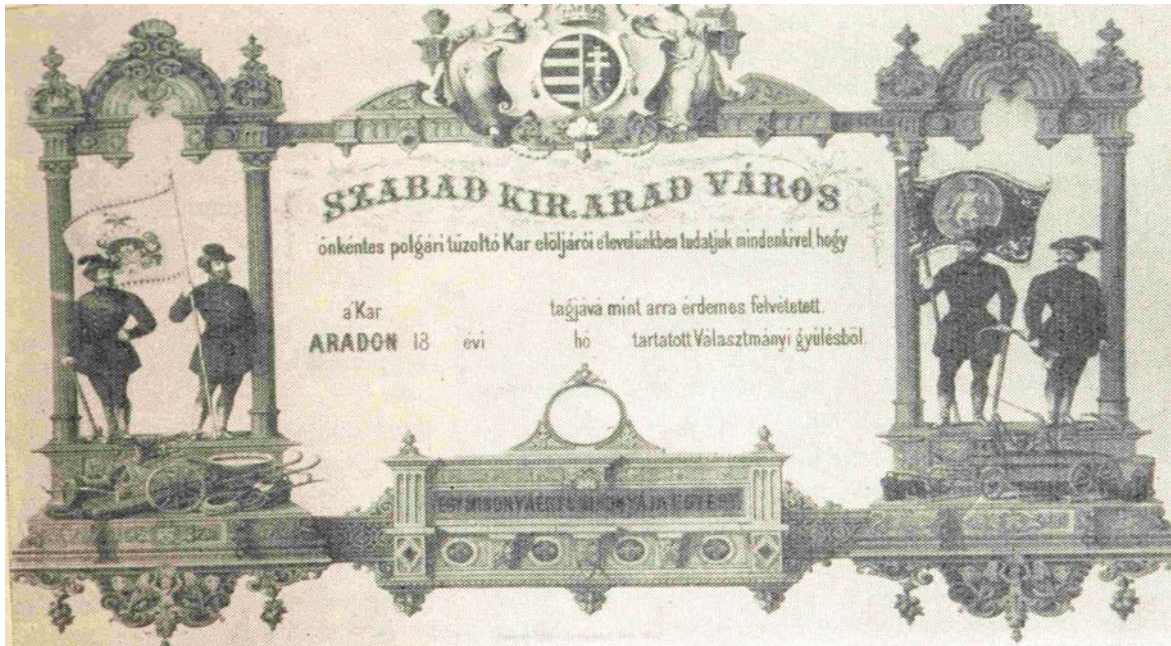 SZABAD KIR. ARAD VÁROS
önkéntes polgári tűzoltó Kar elöljárói e levelünkben tudatjuk mindenkivel hogy
a' Kar tagjává mint arra érdemes felvétetett.
ARADON 18 évi hó tartatott Választmányi gyülésből.